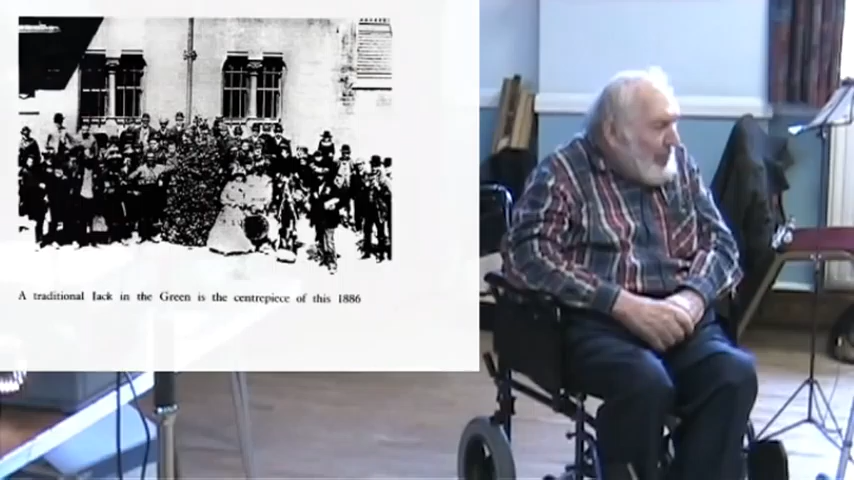 A traditional Jack in the Green is the centrepiece of this 1886